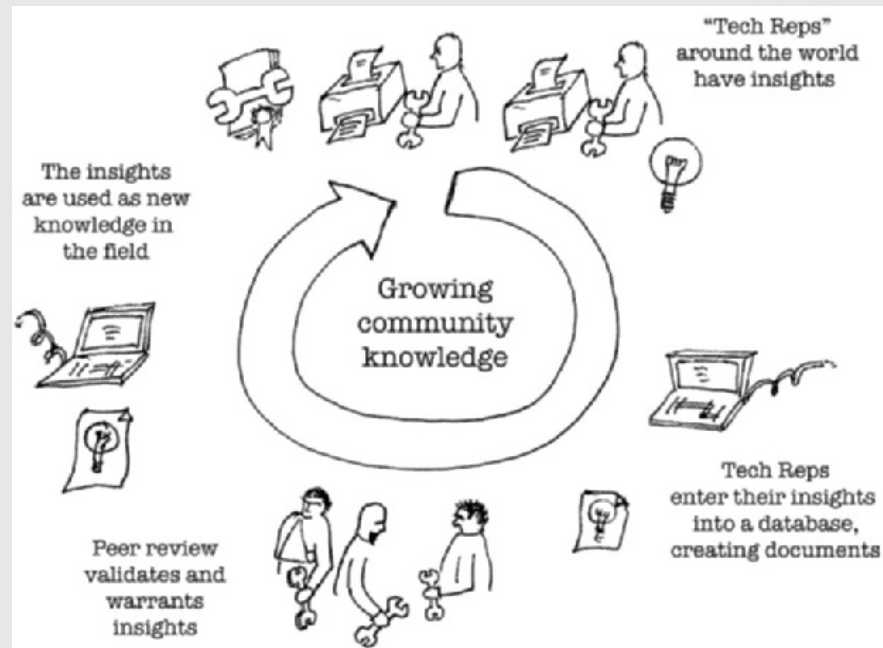 "Tech Reps"
around the world
have insights
The insights
are used as new
knowledge in
the field
Growing
community
knowledge
Tech Reps
enter their insights
into a database,
creating documents
Peer review
validates and
warrants
insights